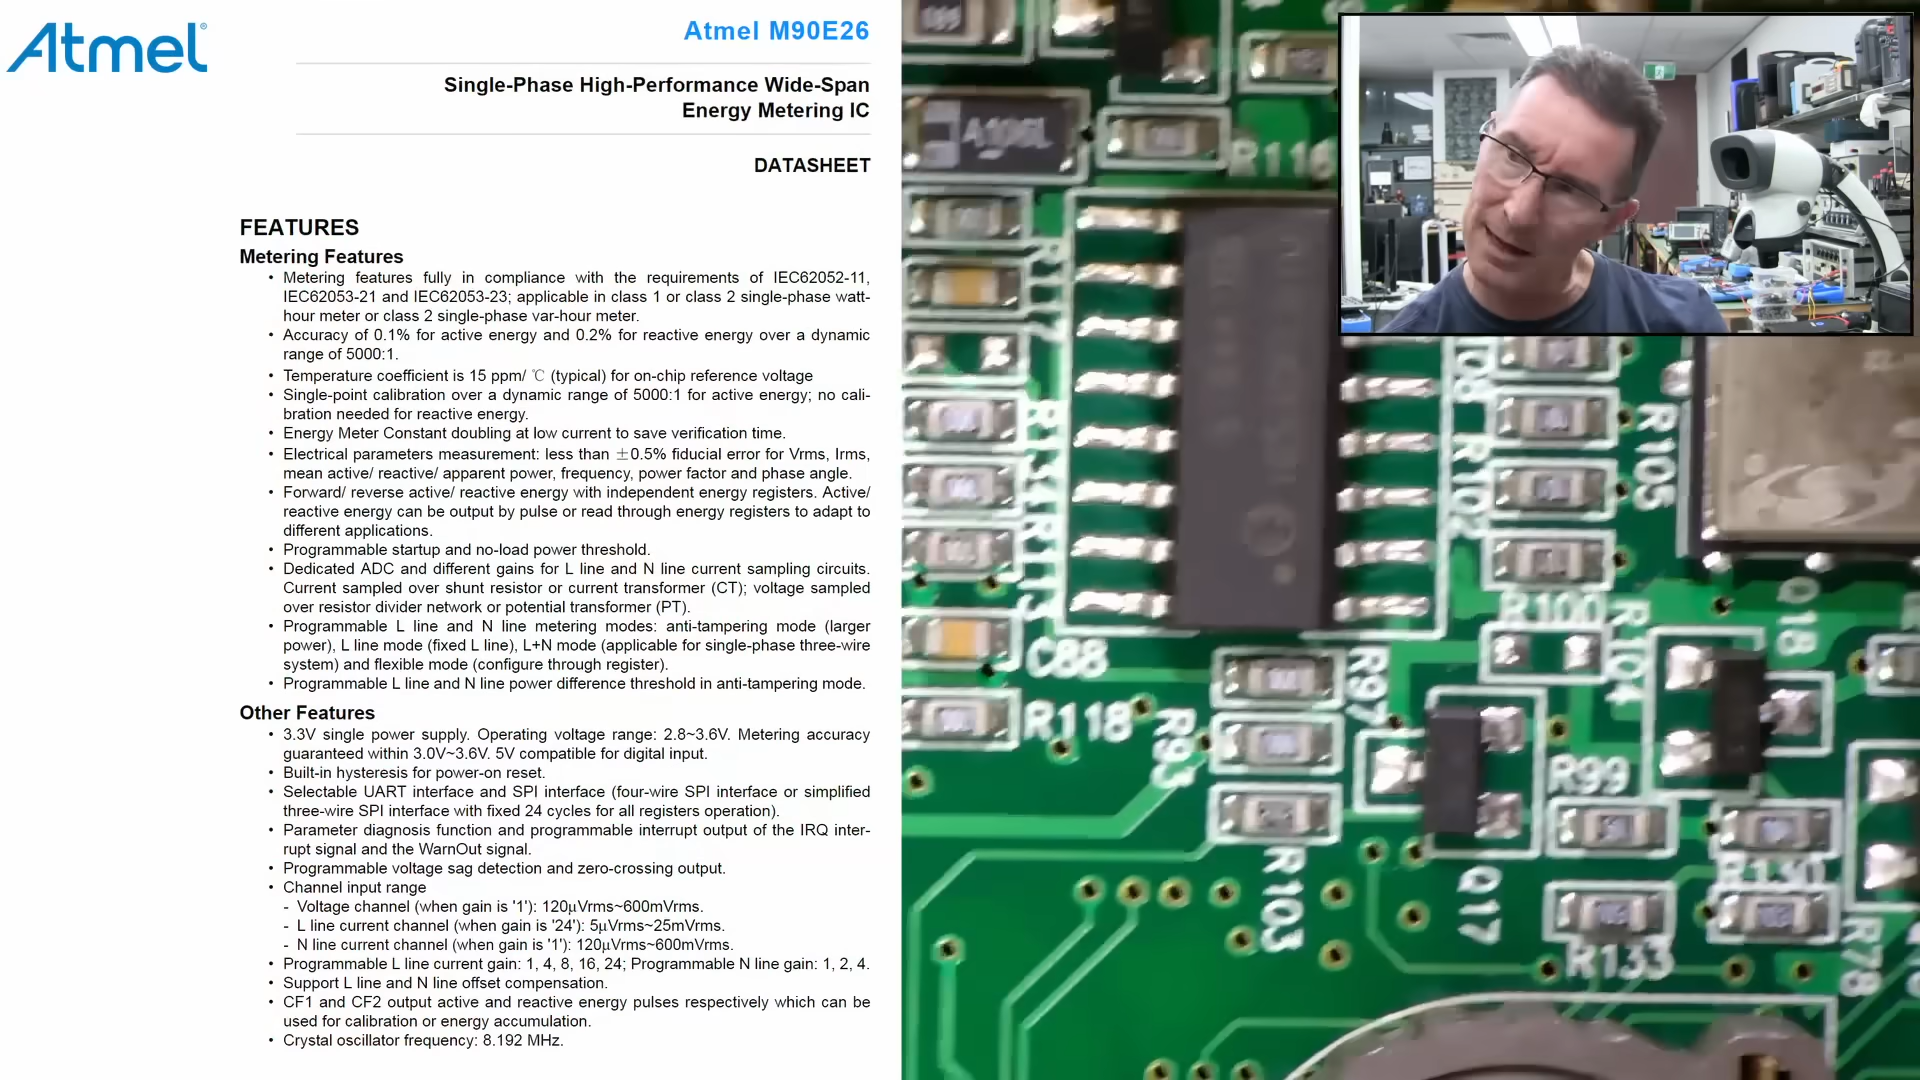 Atmel
Atmel M90E26
Single-Phase High-Performance Wide-Span
Energy Metering IC
DATASHEET
FEATURES
Metering Features
• Metering features fully in compliance with the requirements of IEC62052-11,
IEC62053-21 and IEC62053-23; applicable in class 1 or class 2 single-phase watt-
hour meter or class 2 single-phase var-hour meter.
• Accuracy of 0.1% for active energy and 0.2% for reactive energy over a dynamic
range of 5000:1.
• Temperature coefficient is 15 ppm/ ℃ (typical) for on-chip reference voltage
• Single-point calibration over a dynamic range of 5000:1 for active energy; no cali-
bration needed for reactive energy.
• Energy Meter Constant doubling at low current to save verification time.
• Electrical parameters measurement: less than ±0.5% fiducial error for Vrms, Irms,
mean active/ reactive/ apparent power, frequency, power factor and phase angle.
• Forward/ reverse active/ reactive energy with independent energy registers. Active/
reactive energy can be output by pulse or read through energy registers to adapt to
different applications.
• Programmable startup and no-load power threshold.
• Dedicated ADC and different gains for L line and N line current sampling circuits.
Current sampled over shunt resistor or current transformer (CT); voltage sampled
over resistor divider network or potential transformer (PT).
• Programmable L line and N line metering modes: anti-tampering mode (larger
power), L line mode (fixed L line), L+N mode (applicable for single-phase three-wire
system) and flexible mode (configure through register).
• Programmable L line and N line power difference threshold in anti-tampering mode.
Other Features
• 3.3V single power supply. Operating voltage range: 2.8~3.6V. Metering accuracy
guaranteed within 3.0V~3.6V. 5V compatible for digital input.
• Built-in hysteresis for power-on reset.
• Selectable UART interface and SPI interface (four-wire SPI interface or simplified
three-wire SPI interface with fixed 24 cycles for all registers operation).
• Parameter diagnosis function and programmable interrupt output of the IRQ inter-
rupt signal and the WarnOut signal.
• Programmable voltage sag detection and zero-crossing output.
• Channel input range
- Voltage channel (when gain is '1'): 120μVrms~600mVrms.
- L line current channel (when gain is '24'): 5μVrms~25mVrms.
- N line current channel (when gain is '1'): 120μVrms~600mVrms.
• Programmable L line current gain: 1, 4, 8, 16, 24; Programmable N line gain: 1, 2, 4.
• Support L line and N line offset compensation.
• CF1 and CF2 output active and reactive energy pulses respectively which can be
used for calibration or energy accumulation.
• Crystal oscillator frequency: 8.192 MHz.
A106L
R116
R105
R102
R134
R113
R100
R104
Q18
C88
R97
R118
R93
R99
R103
Q17
R130
R133
R78